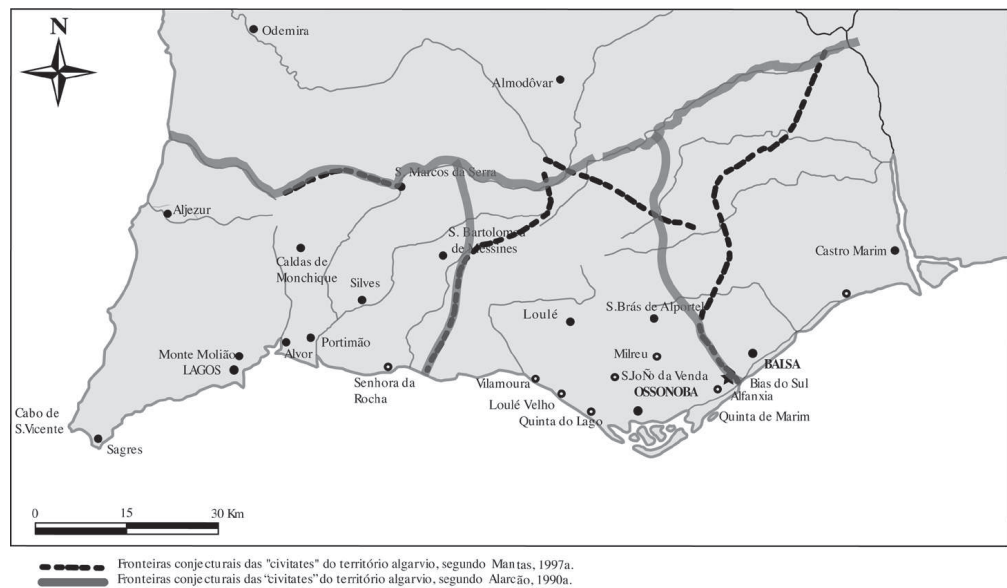 N
Odemira
Almodôvar
S. Marcos da Serra
Aljezur
S. Bartolomeu
de Messines
Castro Marim
Caldas de
Monchique
Silves
S.Brás de Alportel
Loulé
Portimão
Alvor
Monte Molião
LAGOS
Milreu
BALSA
Senhora da
Rocha
Vilamoura
S.JoÑo da Venda
Bias do Sul
OSSONOBA
Alfanxia
Loulé Velho
Quinta de Marim
Quinta do Lago
Cabo de
S.Vicente
Sagres
0 15 30 Km
Fronteiras conjecturais das "civitates" do território algarvio, segundo Mantas, 1997a.
Fronteiras conjecturais das “civitates” do território algarvio, segundo Alarcão, 1990a.